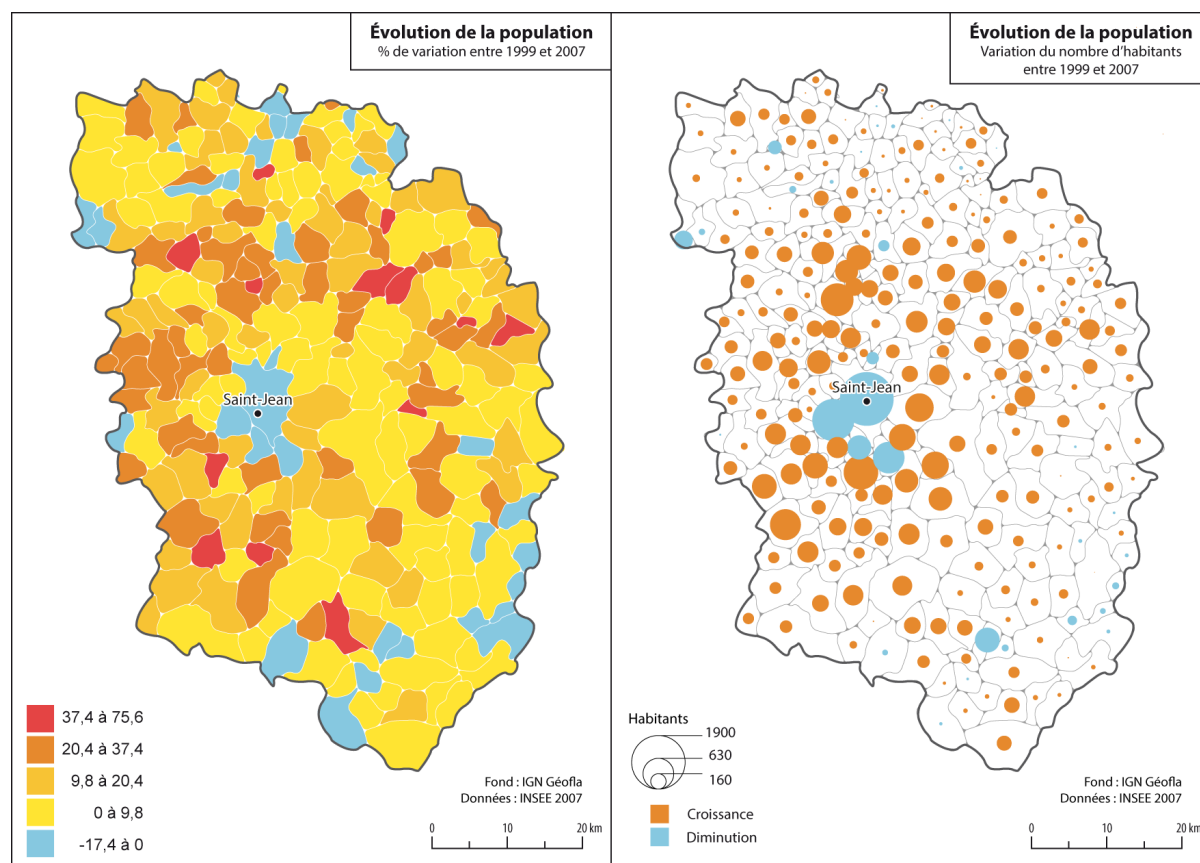 Évolution de la population
% de variation entre 1999 et 2007
Saint-Jean
37,4 à 75,6
20,4 à 37,4
9,8 à 20,4
0 à 9,8
-17,4 à 0
Fond : IGN Géofla
Données : INSEE 2007
0 10 20 km
Évolution de la population
Variation du nombre d'habitants
entre 1999 et 2007
Saint-Jean
Habitants
1900
630
160
Croissance
Diminution
Fond : IGN Géofla
Données : INSEE 2007
0 10 20 km